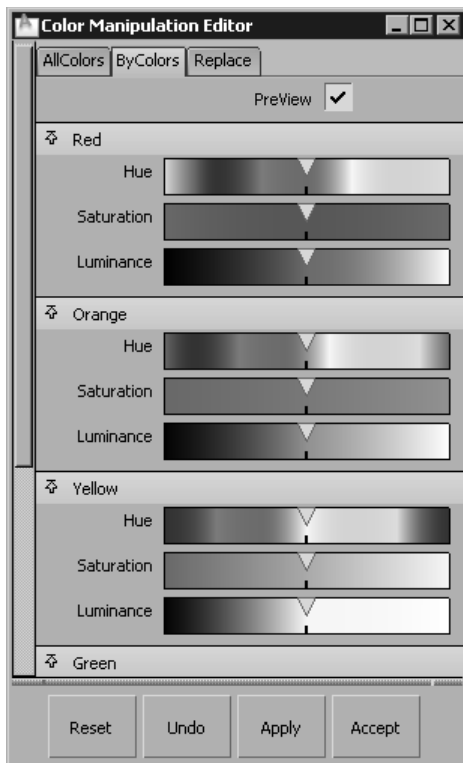 Color Manipulation Editor
AllColors ByColors Replace
PreView
Red
Hue
Saturation
Luminance
Orange
Hue
Saturation
Luminance
Yellow
Hue
Saturation
Luminance
Green
Reset Undo Apply Accept